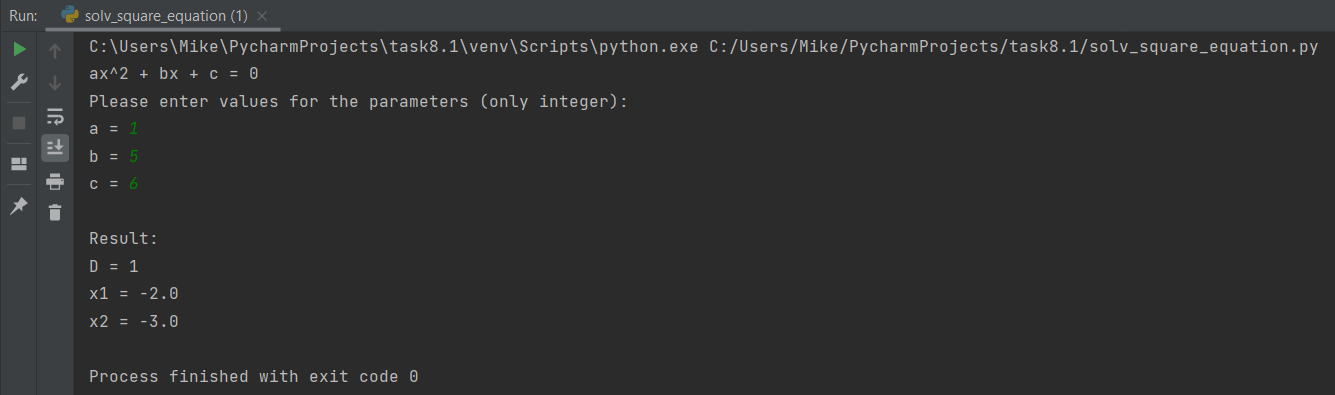 Run: solv_square_equation (1)
C:\Users\Mike\PycharmProjects\task8.1\venv\Scripts\python.exe C:/Users/Mike/PycharmProjects/task8.1/solv_square_equation.py
ax^2 + bx + c = 0
Please enter values for the parameters (only integer):
a = 1
b = 5
c = 6
Result:
D = 1
x1 = -2.0
x2 = -3.0
Process finished with exit code 0